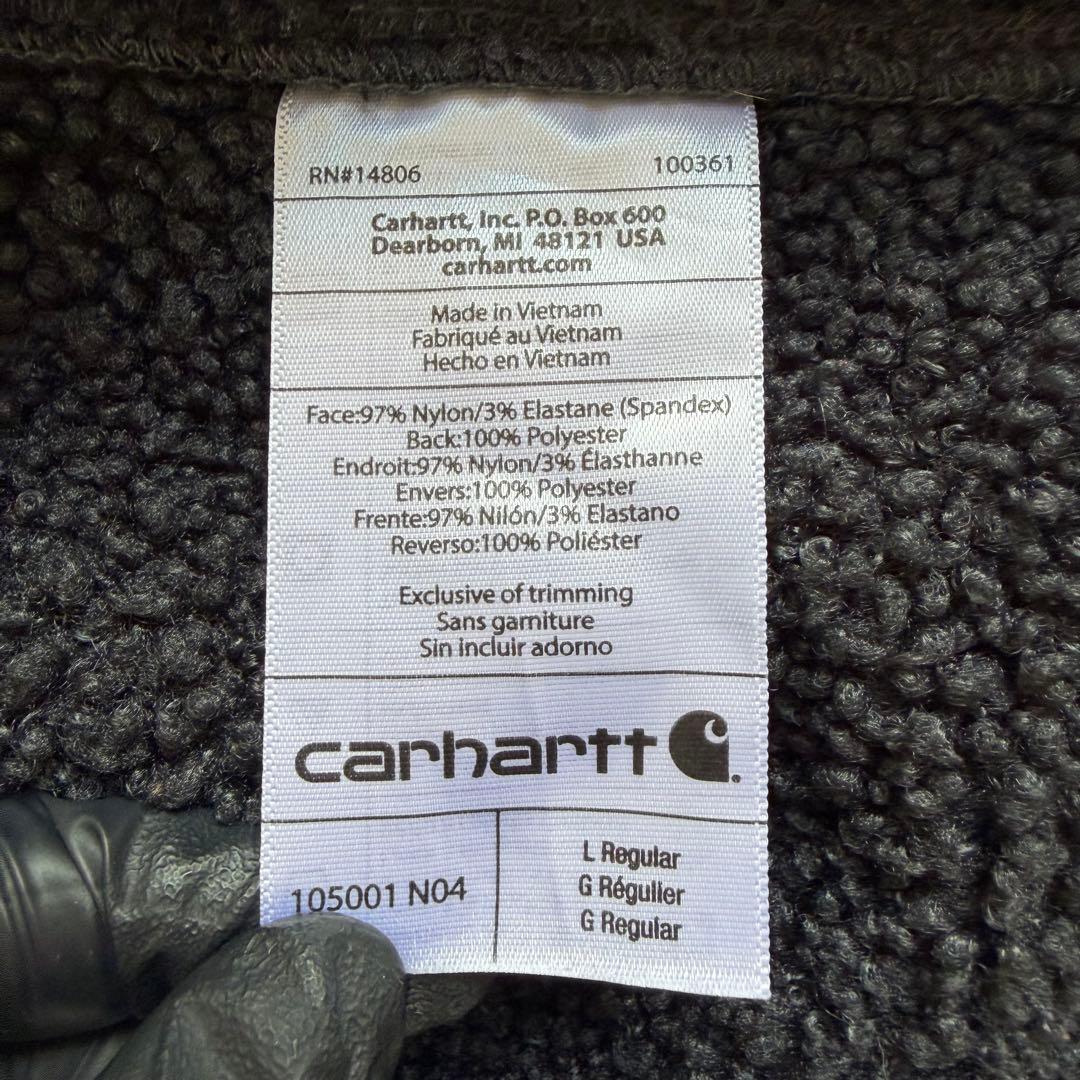 RN#14806 100361
Carhartt, Inc. P.O. Box 600
Dearborn, MI 48121 USA
carhartt.com
Made in Vietnam
Fabriqué au Vietnam
Hecho en Vietnam
Face:97% Nylon/3% Elastane (Spandex)
Back:100% Polyester
Endroit:97% Nylon/3% Élasthanne
Envers:100% Polyester
Frente:97% Nilón/3% Elastano
Reverso:100% Poliéster
Exclusive of trimming
Sans garniture
Sin incluir adorno
carhartt
105001 N04
L Regular
G Régulier
G Regular